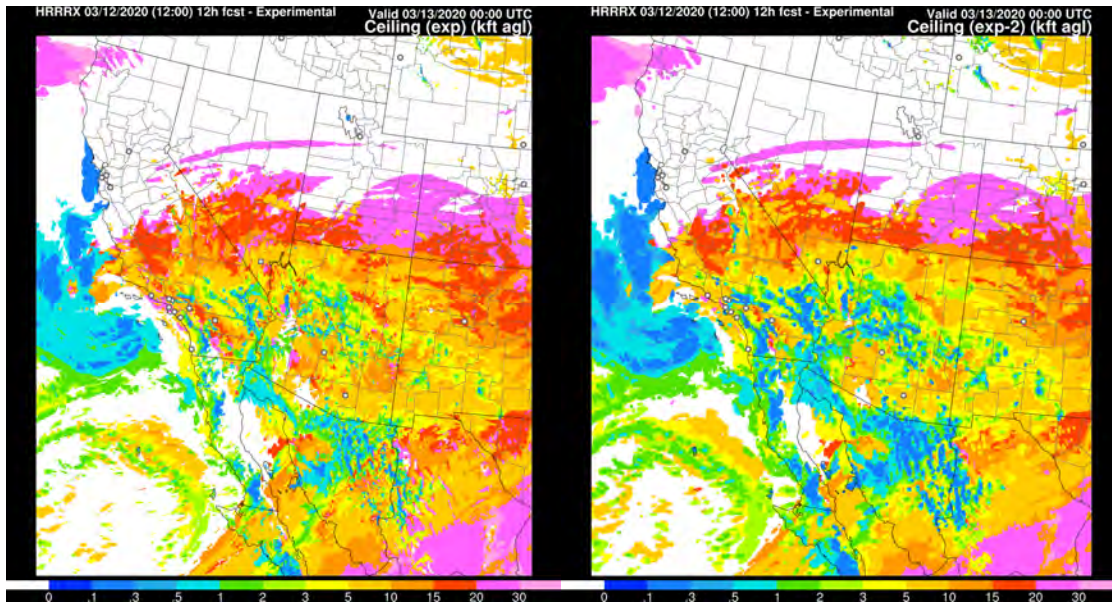 HRRRX 03/12/2020 (12:00) 12h fcst - Experimental
Valid 03/13/2020 00:00 UTC
Ceiling (exp) (kft agl)
HRRRX 03/12/2020 (12:00) 12h fcst - Experimental
Valid 03/13/2020 00:00 UTC
Ceiling (exp-2) (kft agl)
0 .1 .3 .5 1 2 3 5 10 15 20 30
0 .1 .3 .5 1 2 3 5 10 15 20 30